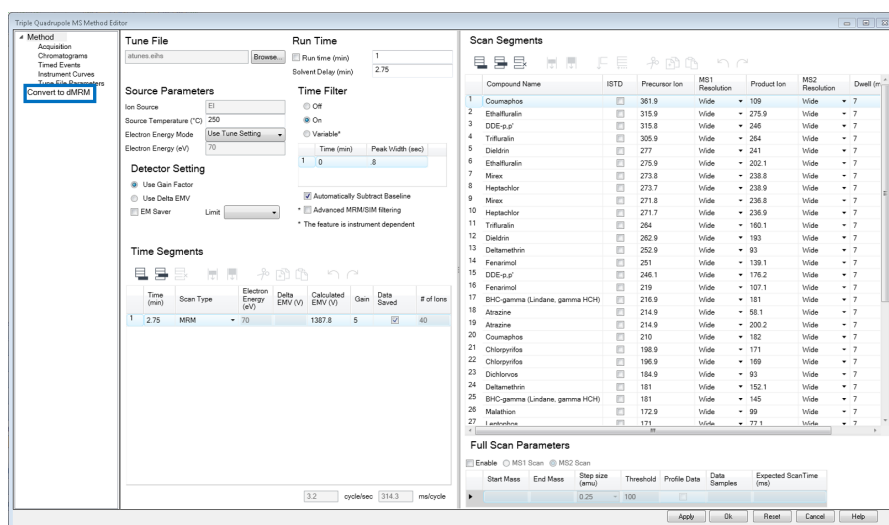 Triple Quadrupole MS Method Editor
Method
Acquisition
Chromatograms
Timed Events
Instrument Curves
Tune File Parameters
Convert to dMRM
Tune File
atunes.eihs
Browse...
Run Time
Run time (min) 1
Solvent Delay (min) 2.75
Source Parameters
Ion Source EI
Source Temperature (°C) 250
Electron Energy Mode Use Tune Setting
Electron Energy (eV) 70
Time Filter
Off
On
Variable*
Time (min) Peak Width (sec)
1 0 .8
Detector Setting
Use Gain Factor
Use Delta EMV
EM Saver Limit
Automatically Subtract Baseline
* Advanced MRM/SIM filtering
* The feature is instrument dependent
Time Segments
Time (min) Scan Type Electron Energy (eV) Delta EMV (V) Calculated EMV (V) Gain Data Saved # of Ions
1 2.75 MRM 70 1387.8 5 40
3.2 cycle/sec 314.3 ms/cycle
Scan Segments
Compound Name ISTD Precursor Ion MS1 Resolution Product Ion MS2 Resolution Dwell (m
1 Coumaphos 361.9 Wide 109 Wide 7
2 Ethalfluralin 315.9 Wide 275.9 Wide 7
3 DDE-p,p' 315.8 Wide 246 Wide 7
4 Trifluralin 305.9 Wide 264 Wide 7
5 Dieldrin 277 Wide 241 Wide 7
6 Ethalfluralin 275.9 Wide 202.1 Wide 7
7 Mirex 273.8 Wide 238.8 Wide 7
8 Heptachlor 273.7 Wide 238.9 Wide 7
9 Mirex 271.8 Wide 236.8 Wide 7
10 Heptachlor 271.7 Wide 236.9 Wide 7
11 Trifluralin 264 Wide 160.1 Wide 7
12 Dieldrin 262.9 Wide 193 Wide 7
13 Deltamethrin 252.9 Wide 93 Wide 7
14 Fenarimol 251 Wide 139.1 Wide 7
15 DDE-p,p' 246.1 Wide 176.2 Wide 7
16 Fenarimol 219 Wide 107.1 Wide 7
17 BHC-gamma (Lindane, gamma HCH) 216.9 Wide 181 Wide 7
18 Atrazine 214.9 Wide 58.1 Wide 7
19 Atrazine 214.9 Wide 200.2 Wide 7
20 Coumaphos 210 Wide 182 Wide 7
21 Chlorpyrifos 198.9 Wide 171 Wide 7
22 Chlorpyrifos 196.9 Wide 169 Wide 7
23 Dichlorvos 184.9 Wide 93 Wide 7
24 Deltamethrin 181 Wide 152.1 Wide 7
25 BHC-gamma (Lindane, gamma HCH) 181 Wide 145 Wide 7
26 Malathion 172.9 Wide 99 Wide 7
27 Leptophos 171 Wide 77.1 Wide 7
Full Scan Parameters
Enable MS1 Scan MS2 Scan
Start Mass End Mass Step size (amu) Threshold Profile Data Data Samples Expected ScanTime (ms)
0.25 100
Apply Ok Reset Cancel Help